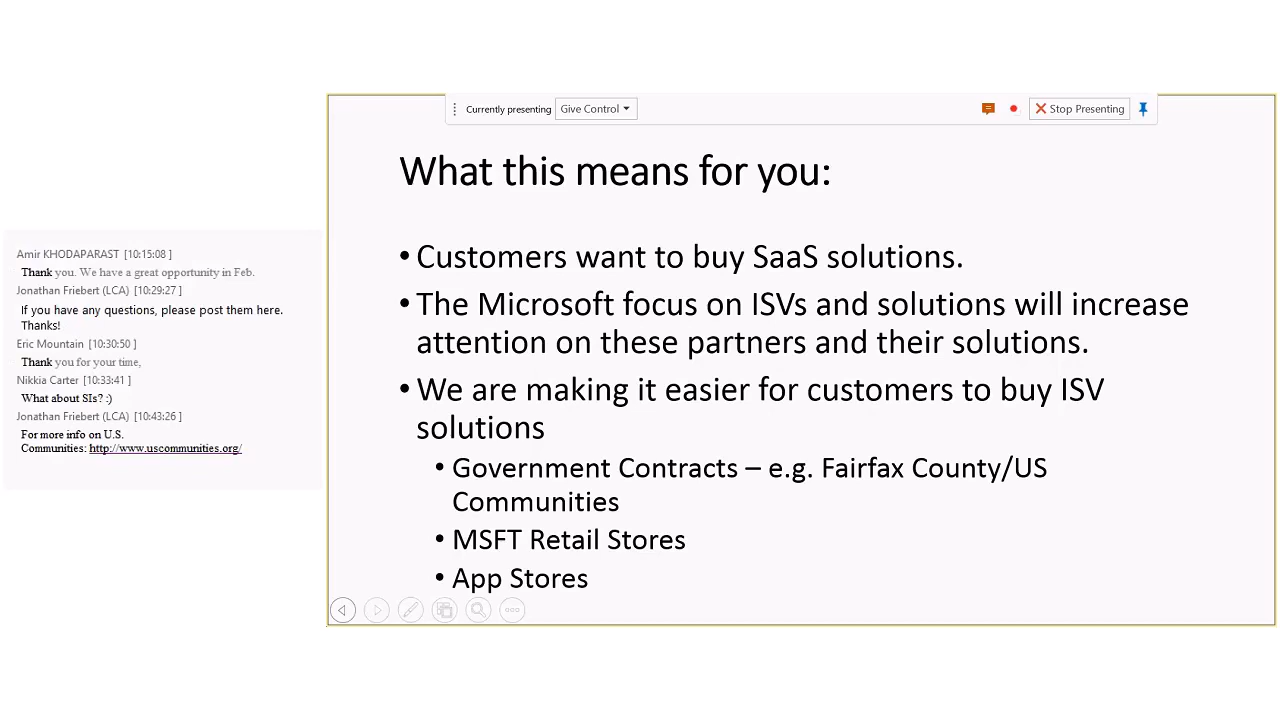 Currently presenting Give Control Stop Presenting
What this means for you:
• Customers want to buy SaaS solutions.
• The Microsoft focus on ISVs and solutions will increase
attention on these partners and their solutions.
• We are making it easier for customers to buy ISV
solutions
• Government Contracts – e.g. Fairfax County/US
Communities
• MSFT Retail Stores
• App Stores
Amir KHODAPARAST [10:15:08 ]
Thank you. We have a great opportunity in Feb.
Jonathan Friebert (LCA) [10:29:27 ]
If you have any questions, please post them here.
Thanks!
Eric Mountain [10:30:50 ]
Thank you for your time,
Nikkia Carter [10:33:41 ]
What about SIs? :)
Jonathan Friebert (LCA) [10:43:26 ]
For more info on U.S.
Communities: http://www.uscommunities.org/